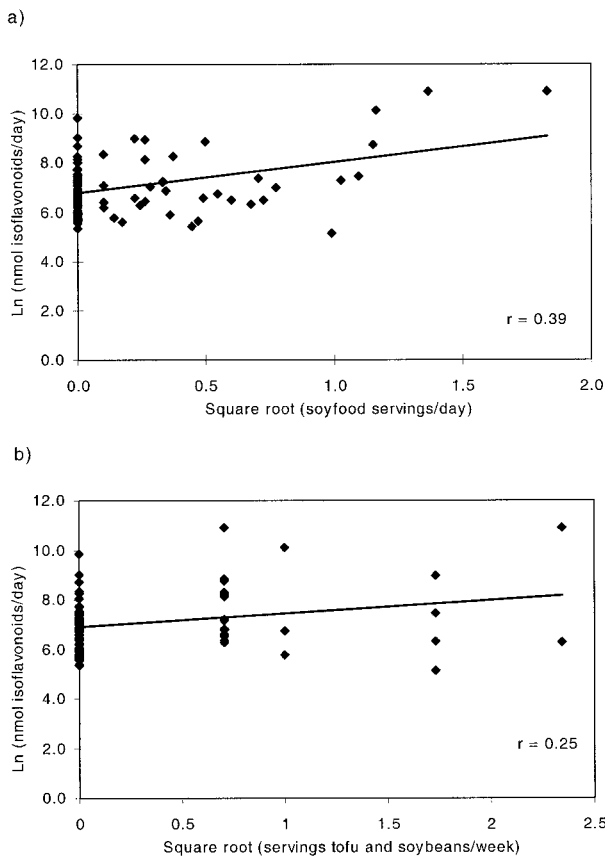 a)
12.0
10.0
8.0
6.0
4.0
2.0
0.0
Ln (nmol isoflavonoids/day)
r = 0.39
0.0 0.5 1.0 1.5 2.0
Square root (soyfood servings/day)
b)
12.0
10.0
8.0
6.0
4.0
2.0
0.0
Ln (nmol isoflavonoids/day)
r = 0.25
0 0.5 1 1.5 2 2.5
Square root (servings tofu and soybeans/week)